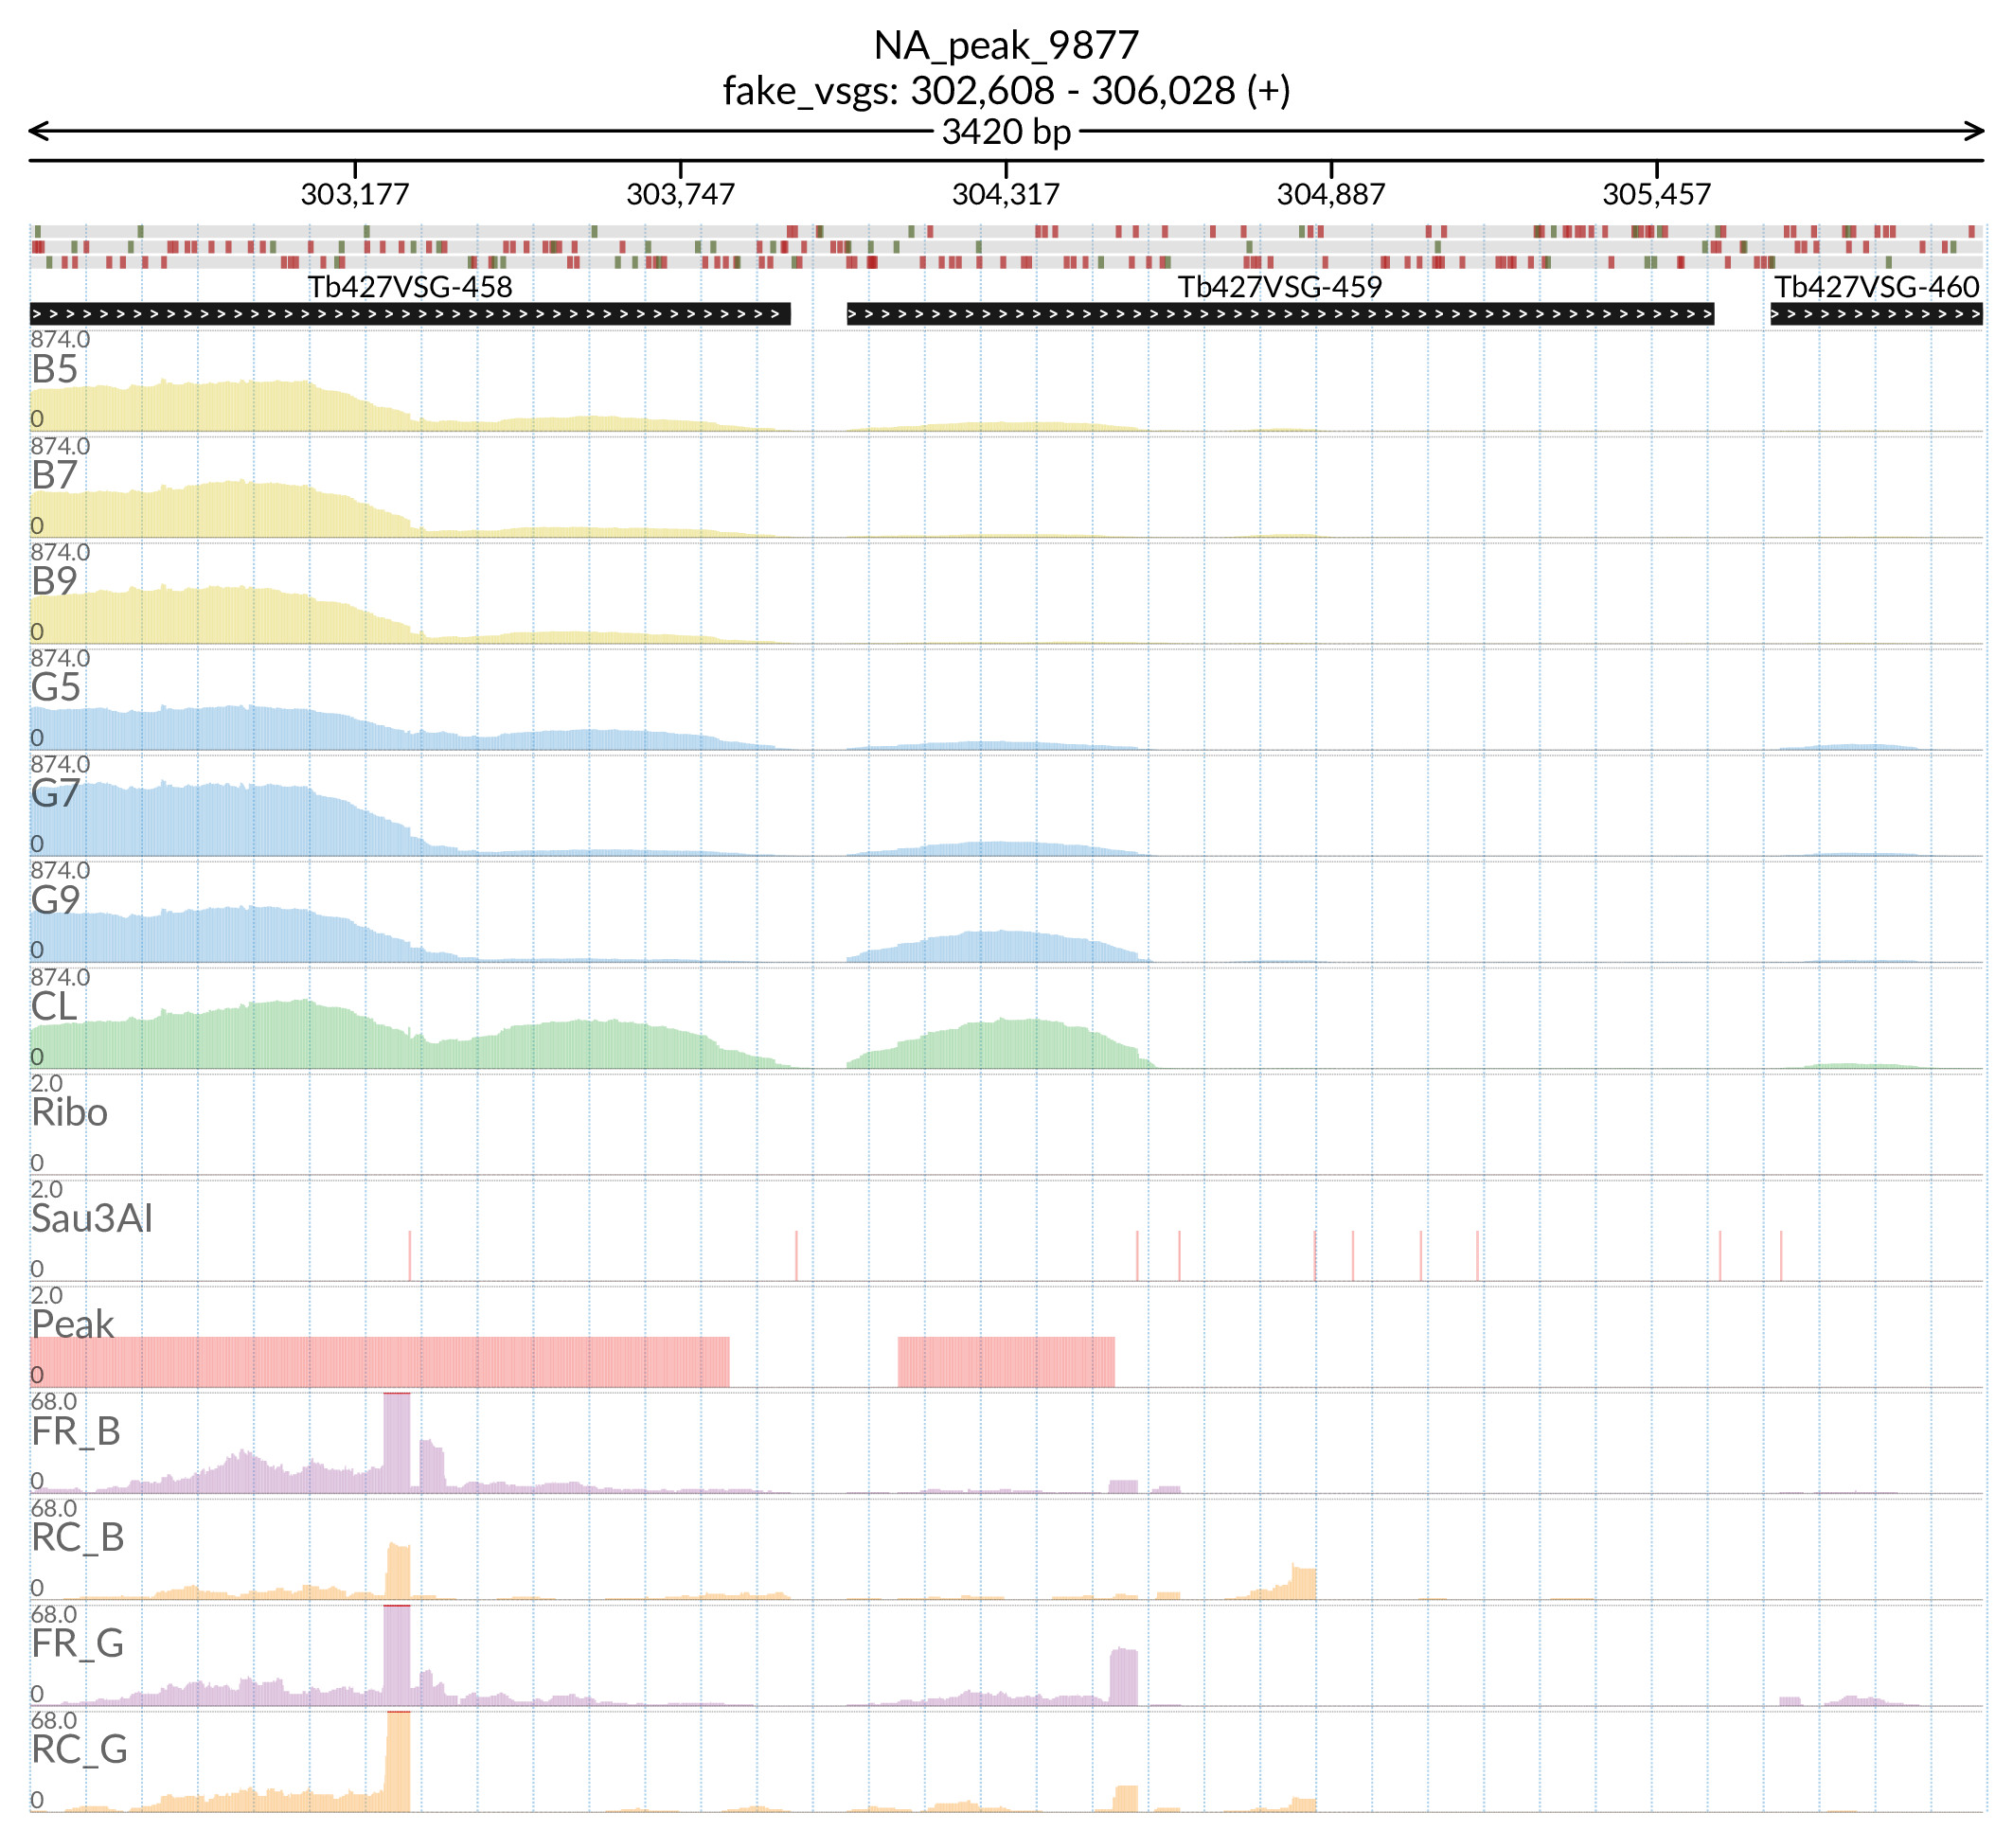 NA_peak_9877
fake_vsgs: 302,608 - 306,028 (+)
3420 bp
303,177 303,747 304,317 304,887 305,457
Tb427VSG-458 Tb427VSG-459 Tb427VSG-460
874.0
B5
0
874.0
B7
0
874.0
B9
0
874.0
G5
0
874.0
G7
0
874.0
G9
0
874.0
CL
0
2.0
Ribo
0
2.0
Sau3AI
0
2.0
Peak
0
68.0
FR_B
0
68.0
RC_B
0
68.0
FR_G
0
68.0
RC_G
0